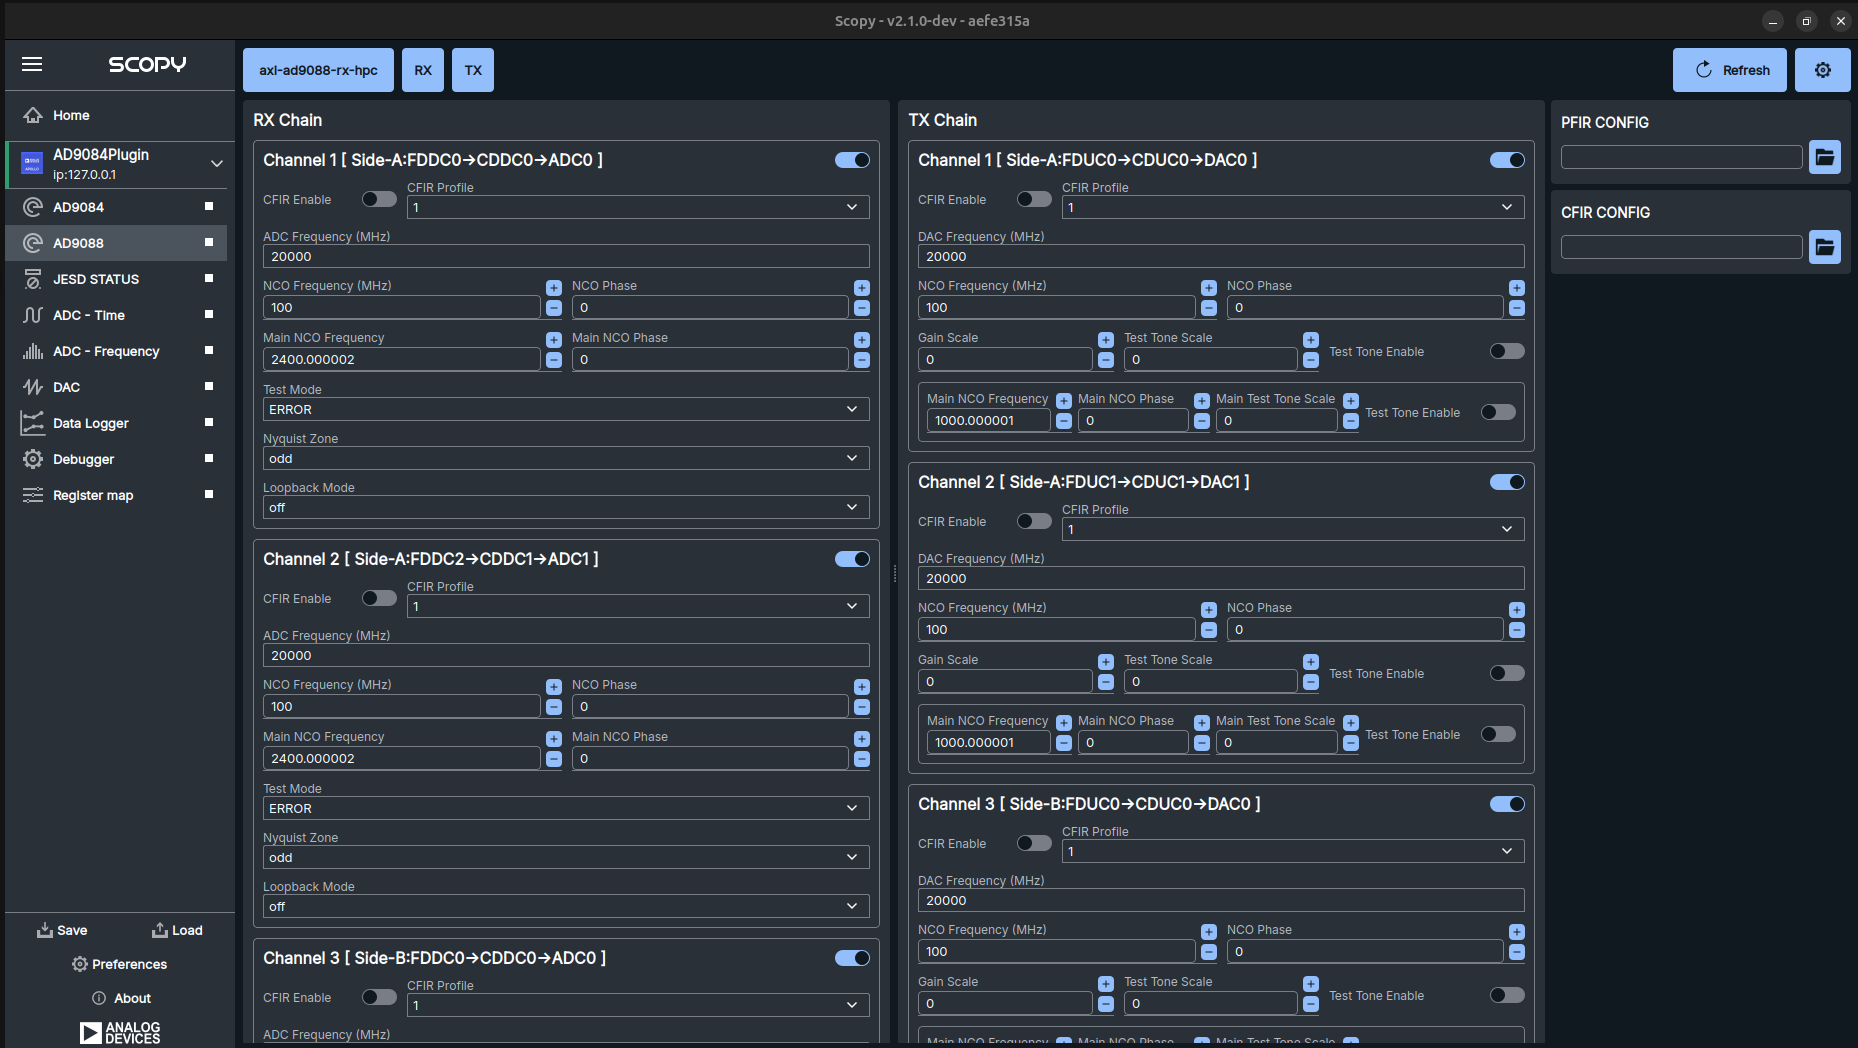 Scopy - v2.1.0-dev - aefe315a
SCOPY
Home
AD9084Plugin
ip:127.0.0.1
AD9084
AD9088
JESD STATUS
ADC - Time
ADC - Frequency
DAC
Data Logger
Debugger
Register map
Save
Load
Preferences
About
ANALOG
DEVICES
axi-ad9088-rx-hpc
RX
TX
Refresh
RX Chain
Channel 1 [ Side-A:FDDC0→CDDC0→ADC0 ]
CFIR Enable
CFIR Profile
1
ADC Frequency (MHz)
20000
NCO Frequency (MHz)
+
NCO Phase
+
100
−
0
−
Main NCO Frequency
+
Main NCO Phase
+
2400.000002
−
0
−
Test Mode
ERROR
Nyquist Zone
odd
Loopback Mode
off
Channel 2 [ Side-A:FDDC2→CDDC1→ADC1 ]
CFIR Enable
CFIR Profile
1
ADC Frequency (MHz)
20000
NCO Frequency (MHz)
+
NCO Phase
+
100
−
0
−
Main NCO Frequency
+
Main NCO Phase
+
2400.000002
−
0
−
Test Mode
ERROR
Nyquist Zone
odd
Loopback Mode
off
Channel 3 [ Side-B:FDDC0→CDDC0→ADC0 ]
CFIR Enable
CFIR Profile
1
ADC Frequency (MHz)
TX Chain
Channel 1 [ Side-A:FDUC0→CDUC0→DAC0 ]
CFIR Enable
CFIR Profile
1
DAC Frequency (MHz)
20000
NCO Frequency (MHz)
+
NCO Phase
+
100
−
0
−
Gain Scale
+
Test Tone Scale
+
Test Tone Enable
0
−
0
−
Main NCO Frequency
+
Main NCO Phase
+
Main Test Tone Scale
+
Test Tone Enable
1000.000001
−
0
−
0
−
Channel 2 [ Side-A:FDUC1→CDUC1→DAC1 ]
CFIR Enable
CFIR Profile
1
DAC Frequency (MHz)
20000
NCO Frequency (MHz)
+
NCO Phase
+
100
−
0
−
Gain Scale
+
Test Tone Scale
+
Test Tone Enable
0
−
0
−
Main NCO Frequency
+
Main NCO Phase
+
Main Test Tone Scale
+
Test Tone Enable
1000.000001
−
0
−
0
−
Channel 3 [ Side-B:FDUC0→CDUC0→DAC0 ]
CFIR Enable
CFIR Profile
1
DAC Frequency (MHz)
20000
NCO Frequency (MHz)
+
NCO Phase
+
100
−
0
−
Gain Scale
+
Test Tone Scale
+
Test Tone Enable
0
−
0
−
Main NCO Frequency
Main NCO Phase
Main Test Tone Scale
PFIR CONFIG
CFIR CONFIG